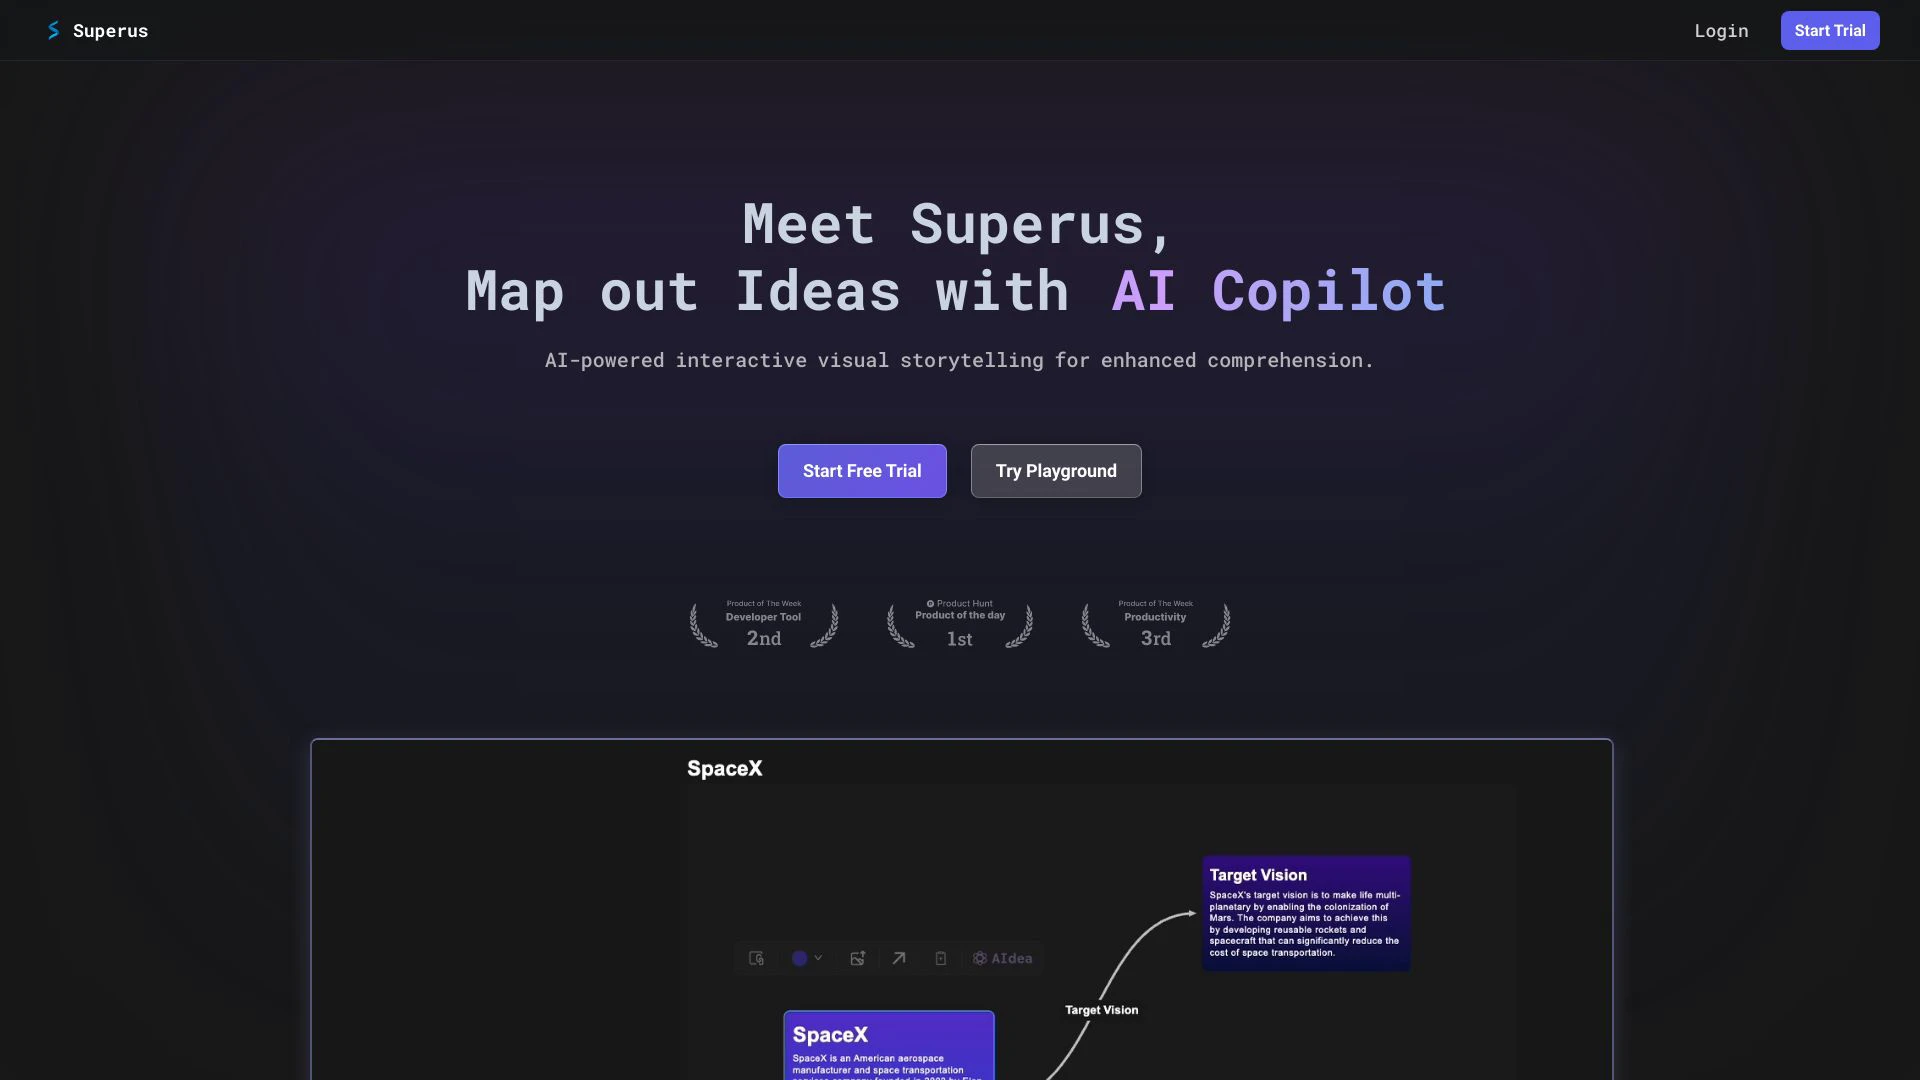 Superus
Login
Start Trial
Meet Superus,
Map out Ideas with AI Copilot
AI-powered interactive visual storytelling for enhanced comprehension.
Start Free Trial
Try Playground
Product of The Week
Developer Tool
2nd
Product Hunt
Product of the day
1st
Product of The Week
Productivity
3rd
SpaceX
Target Vision
SpaceX's target vision is to make life multi-
planetary by enabling the colonization of
Mars. The company aims to achieve this
by developing reusable rockets and
spacecraft that can significantly reduce the
cost of space transportation.
AIdea
Target Vision
SpaceX
SpaceX is an American aerospace
manufacturer and space transportation